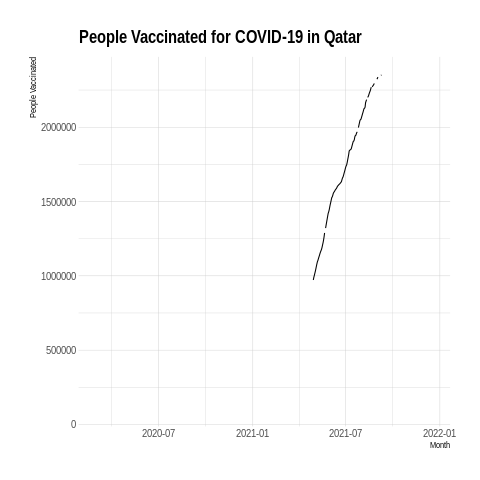 People Vaccinated for COVID-19 in Qatar
People Vaccinated
2000000
1500000
1000000
500000
0
2020-07 2021-01 2021-07 2022-01
Month